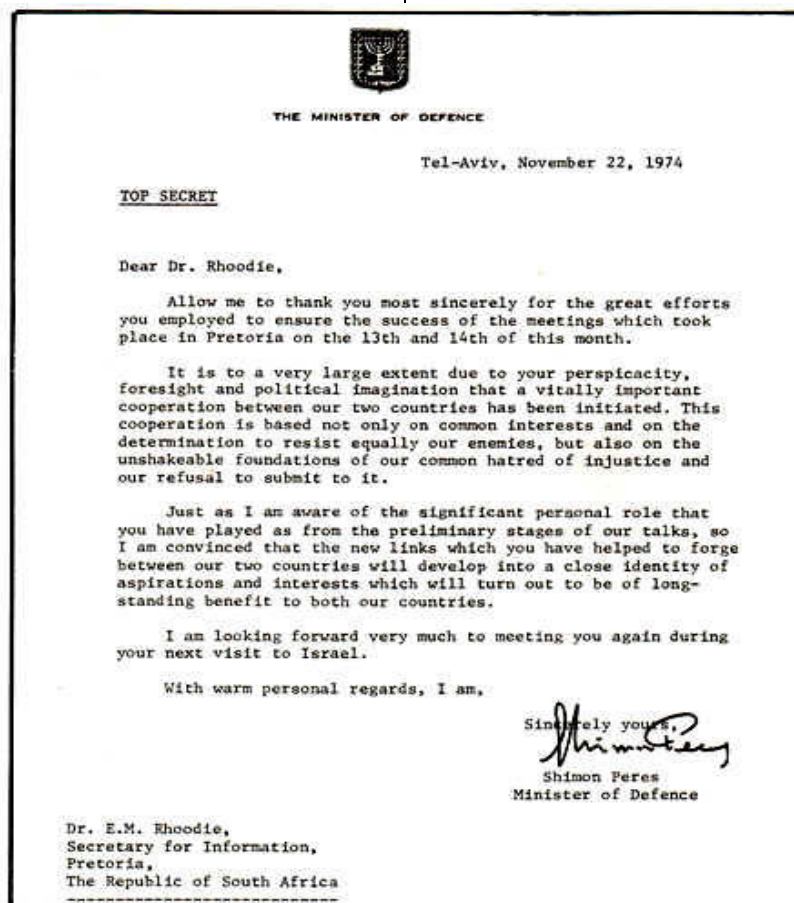 THE MINISTER OF DEFENCE
Tel-Aviv, November 22, 1974
TOP SECRET
Dear Dr. Rhoodie,
Allow me to thank you most sincerely for the great efforts
you employed to ensure the success of the meetings which took
place in Pretoria on the 13th and 14th of this month.
It is to a very large extent due to your perspicacity,
foresight and political imagination that a vitally important
cooperation between our two countries has been initiated. This
cooperation is based not only on common interests and on the
determination to resist equally our enemies, but also on the
unshakeable foundations of our common hatred of injustice and
our refusal to submit to it.
Just as I am aware of the significant personal role that
you have played as from the preliminary stages of our talks, so
I am convinced that the new links which you have helped to forge
between our two countries will develop into a close identity of
aspirations and interests which will turn out to be of long-
standing benefit to both our countries.
I am looking forward very much to meeting you again during
your next visit to Israel.
With warm personal regards, I am,
Sincerely yours,
Shimon Peres
Shimon Peres
Minister of Defence
Dr. E.M. Rhoodie,
Secretary for Information,
Pretoria,
The Republic of South Africa